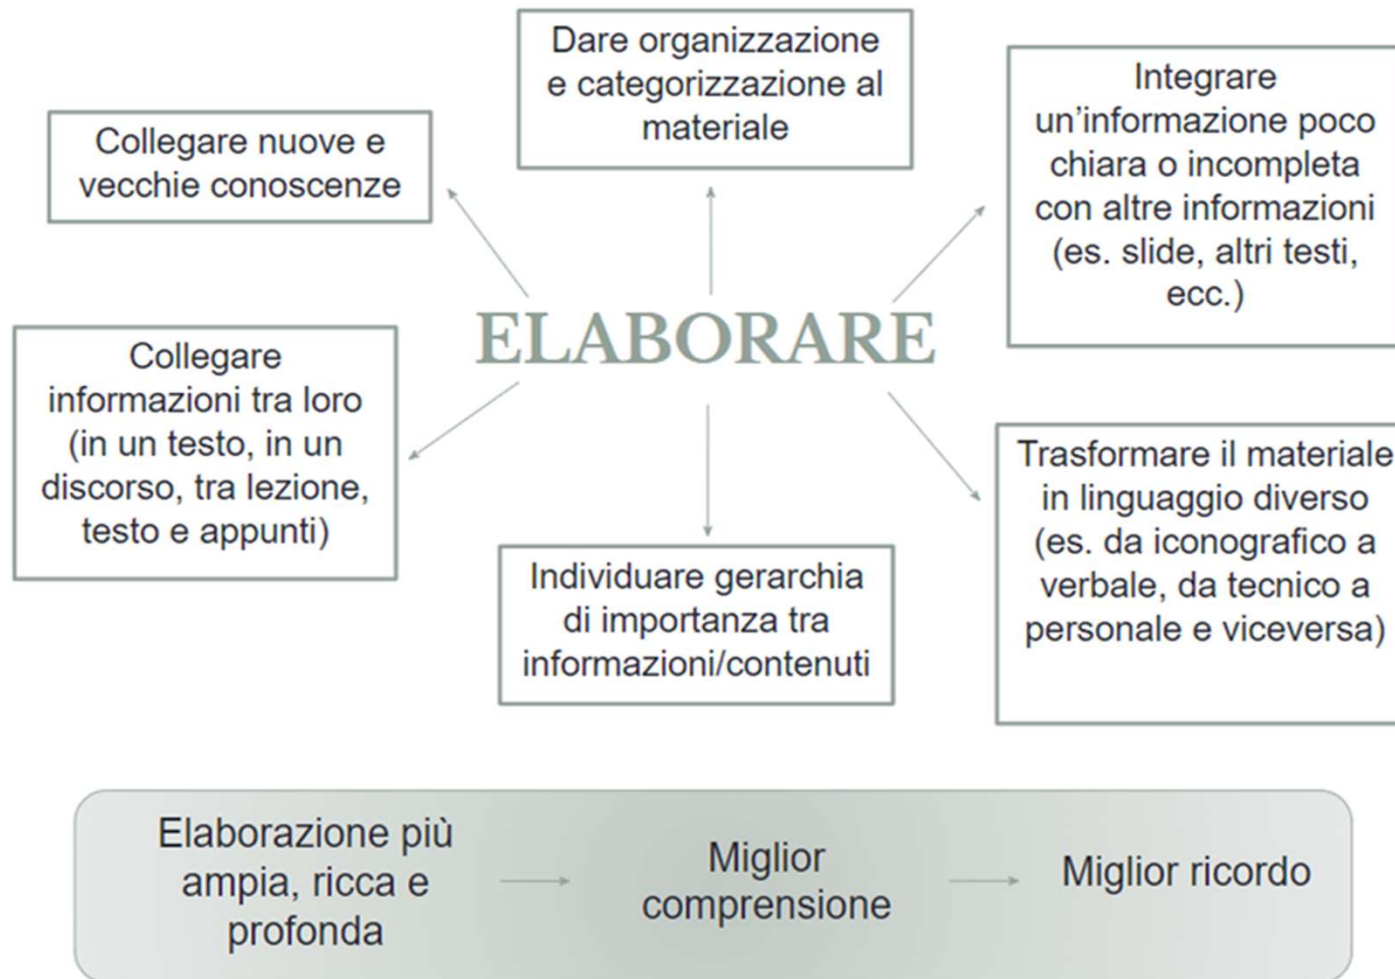 Dare organizzazione
e categorizzazione al
materiale
Integrare
un'informazione poco
chiara o incompleta
con altre informazioni
(es. slide, altri testi,
ecc.)
Collegare nuove e
vecchie conoscenze
ELABORARE
Collegare
informazioni tra loro
(in un testo, in un
discorso, tra lezione,
testo e appunti)
Trasformare il materiale
in linguaggio diverso
(es. da iconografico a
verbale, da tecnico a
personale e viceversa)
Individuare gerarchia
di importanza tra
informazioni/contenuti
Elaborazione più
ampia, ricca e
profonda
Miglior
comprensione
Miglior ricordo